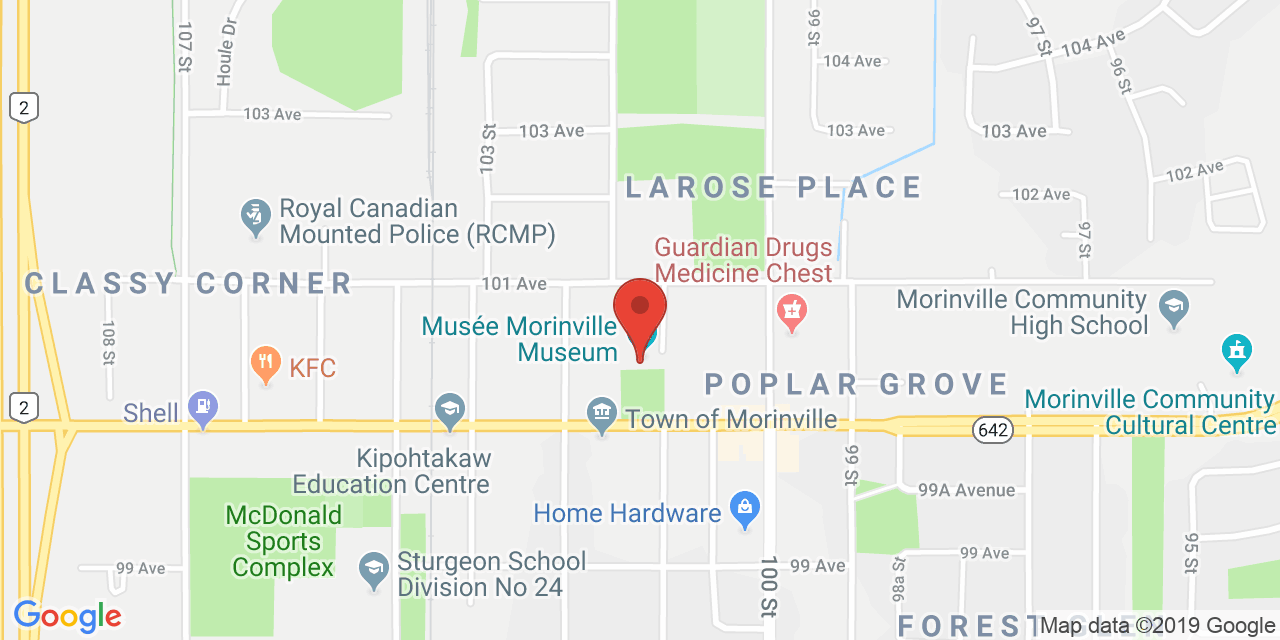 107 St
Houle Dr
99 St
97 St
104 Ave
104 Ave
96 St
2
103 Ave
103 St
103 Ave
103 Ave
103 Ave
102 Ave
LAROSE PLACE
102 Ave
Royal Canadian
Mounted Police (RCMP)
97 St
Guardian Drugs
Medicine Chest
CLASSY CORNER
101 Ave
Morinville Community
High School
108 St
Musée Morinville
Museum
KFC
POPLAR GROVE
2
Shell
Town of Morinville
Morinville Community
Cultural Centre
642
Kipohtakaw
Education Centre
99 St
99A Avenue
McDonald
Sports
Complex
Home Hardware
95 St
99 Ave
Sturgeon School
Division No 24
99 Ave
99 Ave
98a St
100 St
Google
FOREST
Map data ©2019 Google